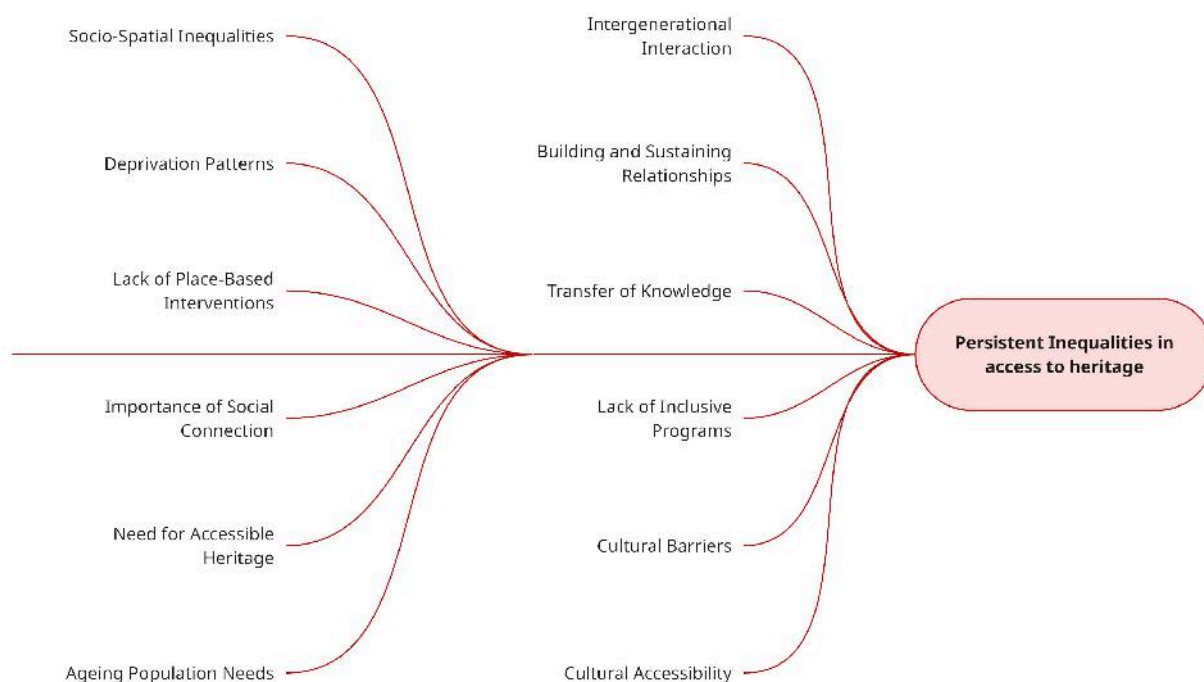 Socio-Spatial Inequalities
Deprivation Patterns
Lack of Place-Based
Interventions
Importance of Social
Connection
Need for Accessible
Heritage
Ageing Population Needs
Intergenerational
Interaction
Building and Sustaining
Relationships
Transfer of Knowledge
Lack of Inclusive
Programs
Cultural Barriers
Cultural Accessibility
Persistent Inequalities in
access to heritage